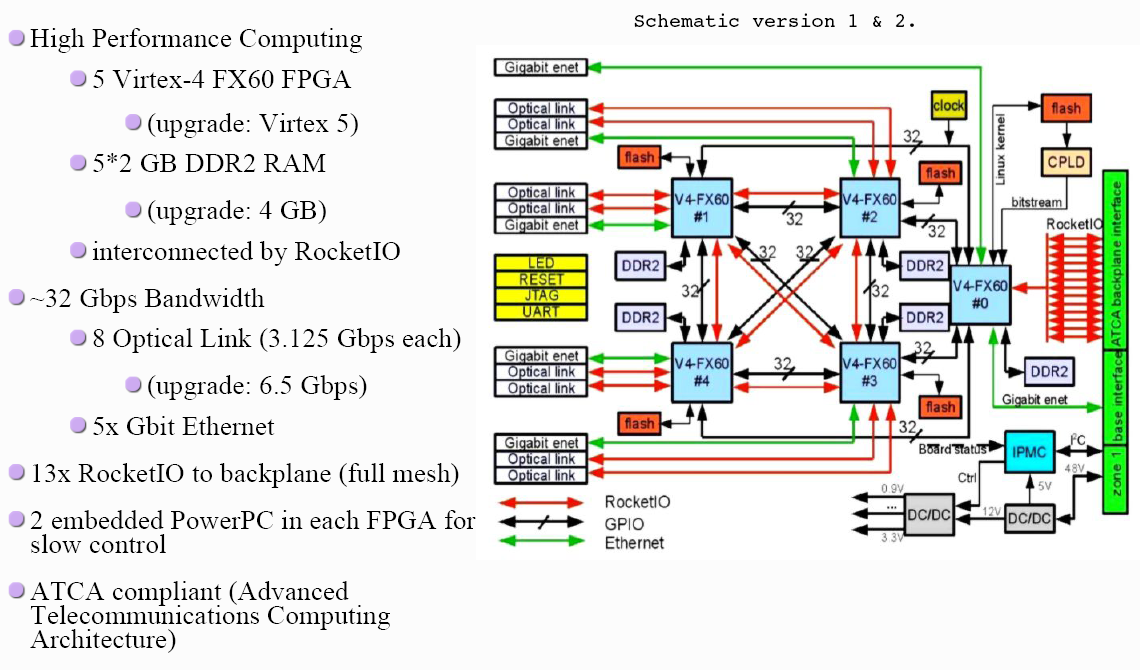 Schematic version 1 & 2.
High Performance Computing
5 Virtex-4 FX60 FPGA
(upgrade: Virtex 5)
5*2 GB DDR2 RAM
(upgrade: 4 GB)
interconnected by RocketIO
~32 Gbps Bandwidth
8 Optical Link (3.125 Gbps each)
(upgrade: 6.5 Gbps)
5x Gbit Ethernet
13x RocketIO to backplane (full mesh)
2 embedded PowerPC in each FPGA for
slow control
ATCA compliant (Advanced
Telecommunications Computing
Architecture)
Gigabit enet
Optical link
Optical link
Gigabit enet
clock
flash
Linux kernel
CPLD
bitstream
32
flash
flash
V4-FX60
#1
V4-FX60
#2
32
32
Optical link
Optical link
Gigabit enet
RocketIO
ATCA backplane interface
32
32
LED
RESET
JTAG
UART
DDR2
DDR2
V4-FX60
#0
32
32
DDR2
DDR2
Gigabit enet
Optical link
Optical link
V4-FX60
#4
V4-FX60
#3
32
32
DDR2
Gigabit enet
base interface
flash
flash
32
Gigabit enet
Optical link
Optical link
Board status
IPMC
I²C
zone 1
Ctrl
48V
5V
0.9V
...
3.3V
DC/DC
12V
DC/DC
RocketIO
GPIO
Ethernet